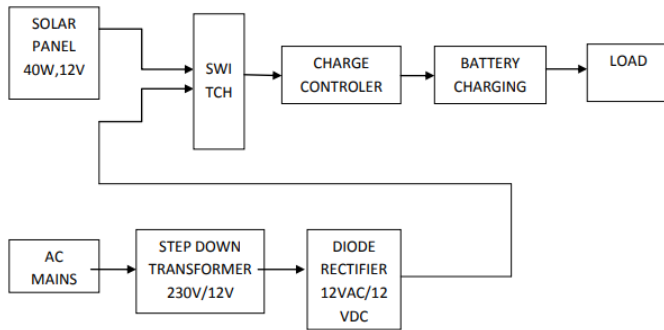 SOLAR
PANEL
40W,12V
SWI
TCH
CHARGE
CONTROLER
BATTERY
CHARGING
LOAD
AC
MAINS
STEP DOWN
TRANSFORMER
230V/12V
DIODE
RECTIFIER
12VAC/12
VDC